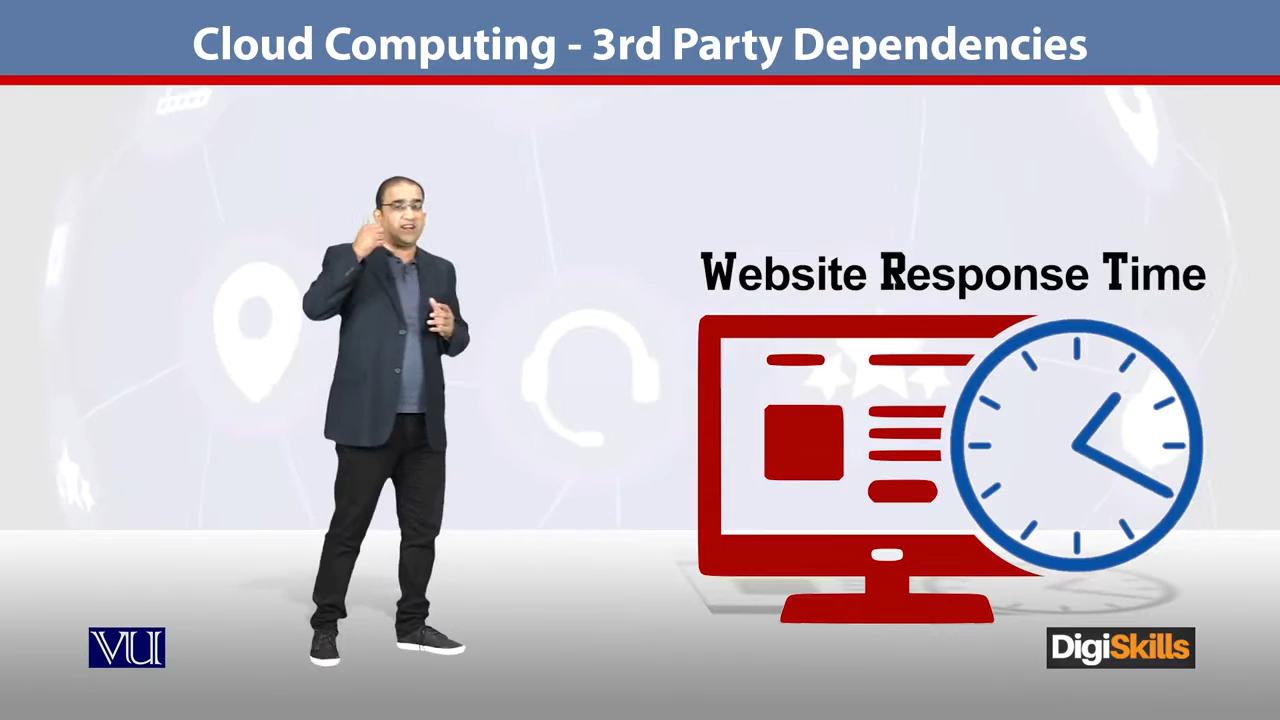 Cloud Computing - 3rd Party Dependencies
Website Response Time
VU
DigiSkills